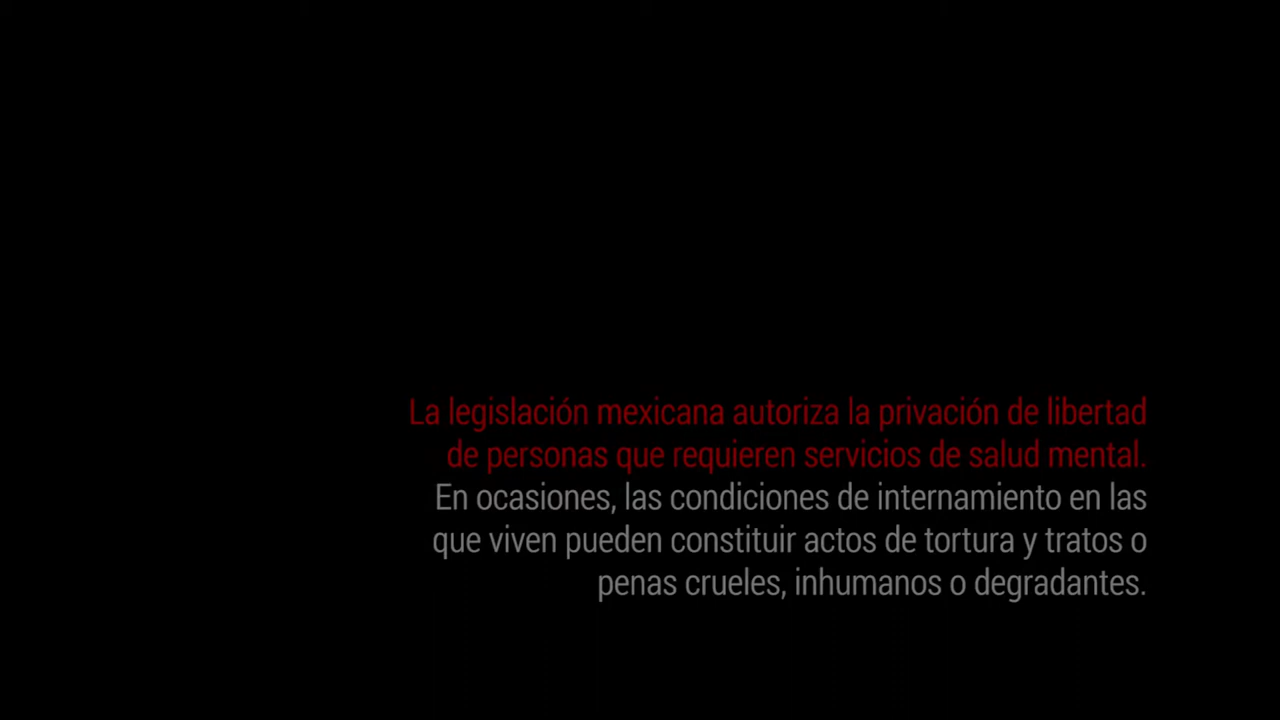 La legislación mexicana autoriza la privación de libertad
de personas que requieren servicios de salud mental.
En ocasiones, las condiciones de internamiento en las
que viven pueden constituir actos de tortura y tratos o
penas crueles, inhumanos o degradantes.